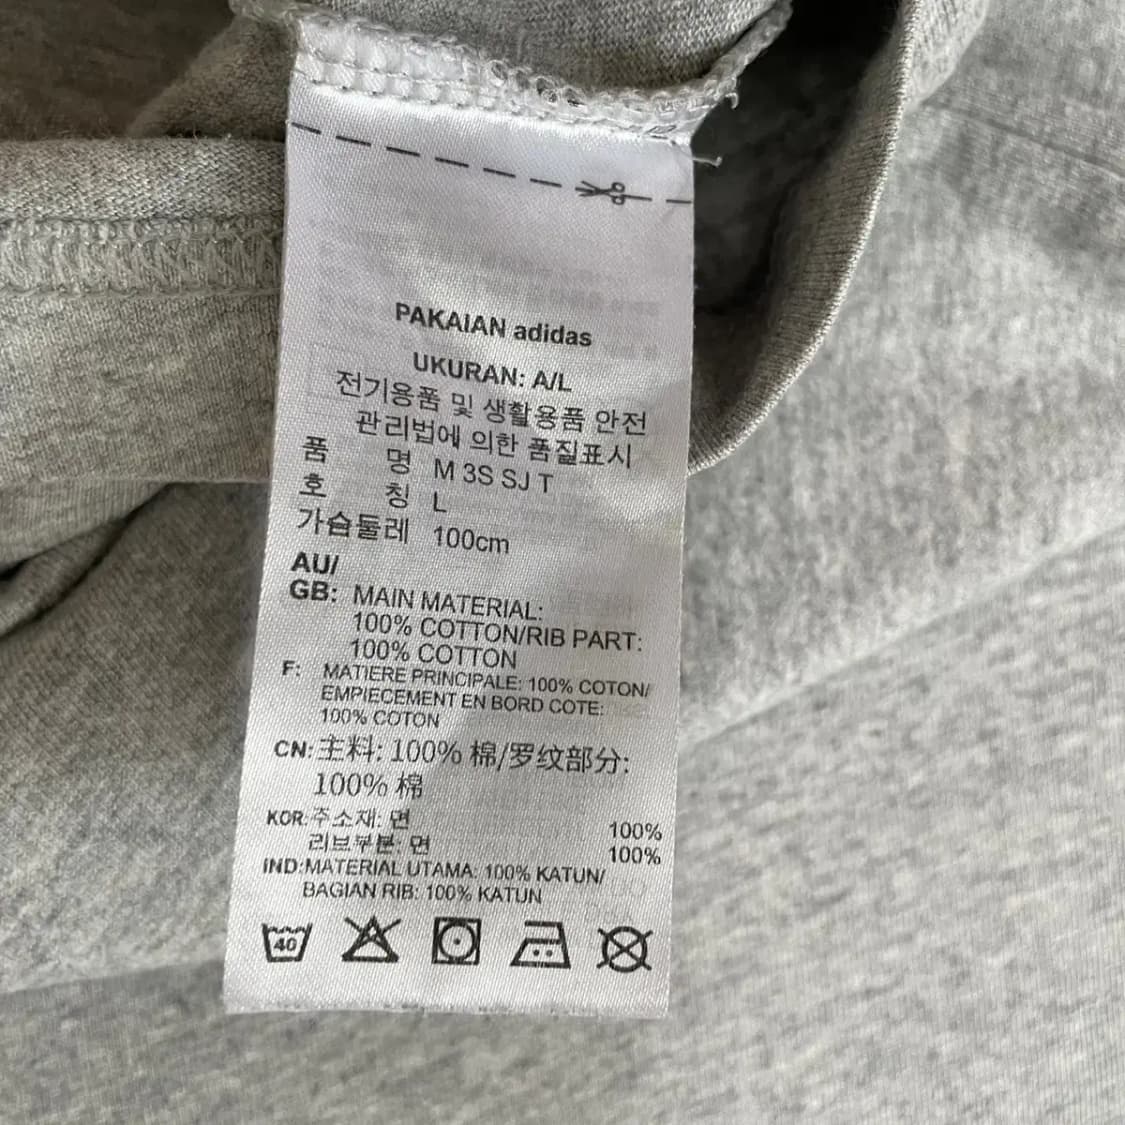 PAKAIAN adidas
UKURAN: A/L
전기용품 및 생활용품 안전
관리법에 의한 품질표시
품 명 M 3S SJ T
호 칭 L
가슴둘레 100cm
AU/
GB: MAIN MATERIAL:
100% COTTON/RIB PART:
100% COTTON
F: MATIERE PRINCIPALE: 100% COTON/
EMPIECEMENT EN BORD COTE:
100% COTON
CN: 主料: 100% 棉/罗纹部分:
100% 棉
KOR: 주소재: 면 100%
리브부분: 면 100%
IND: MATERIAL UTAMA: 100% KATUN/
BAGIAN RIB: 100% KATUN
40